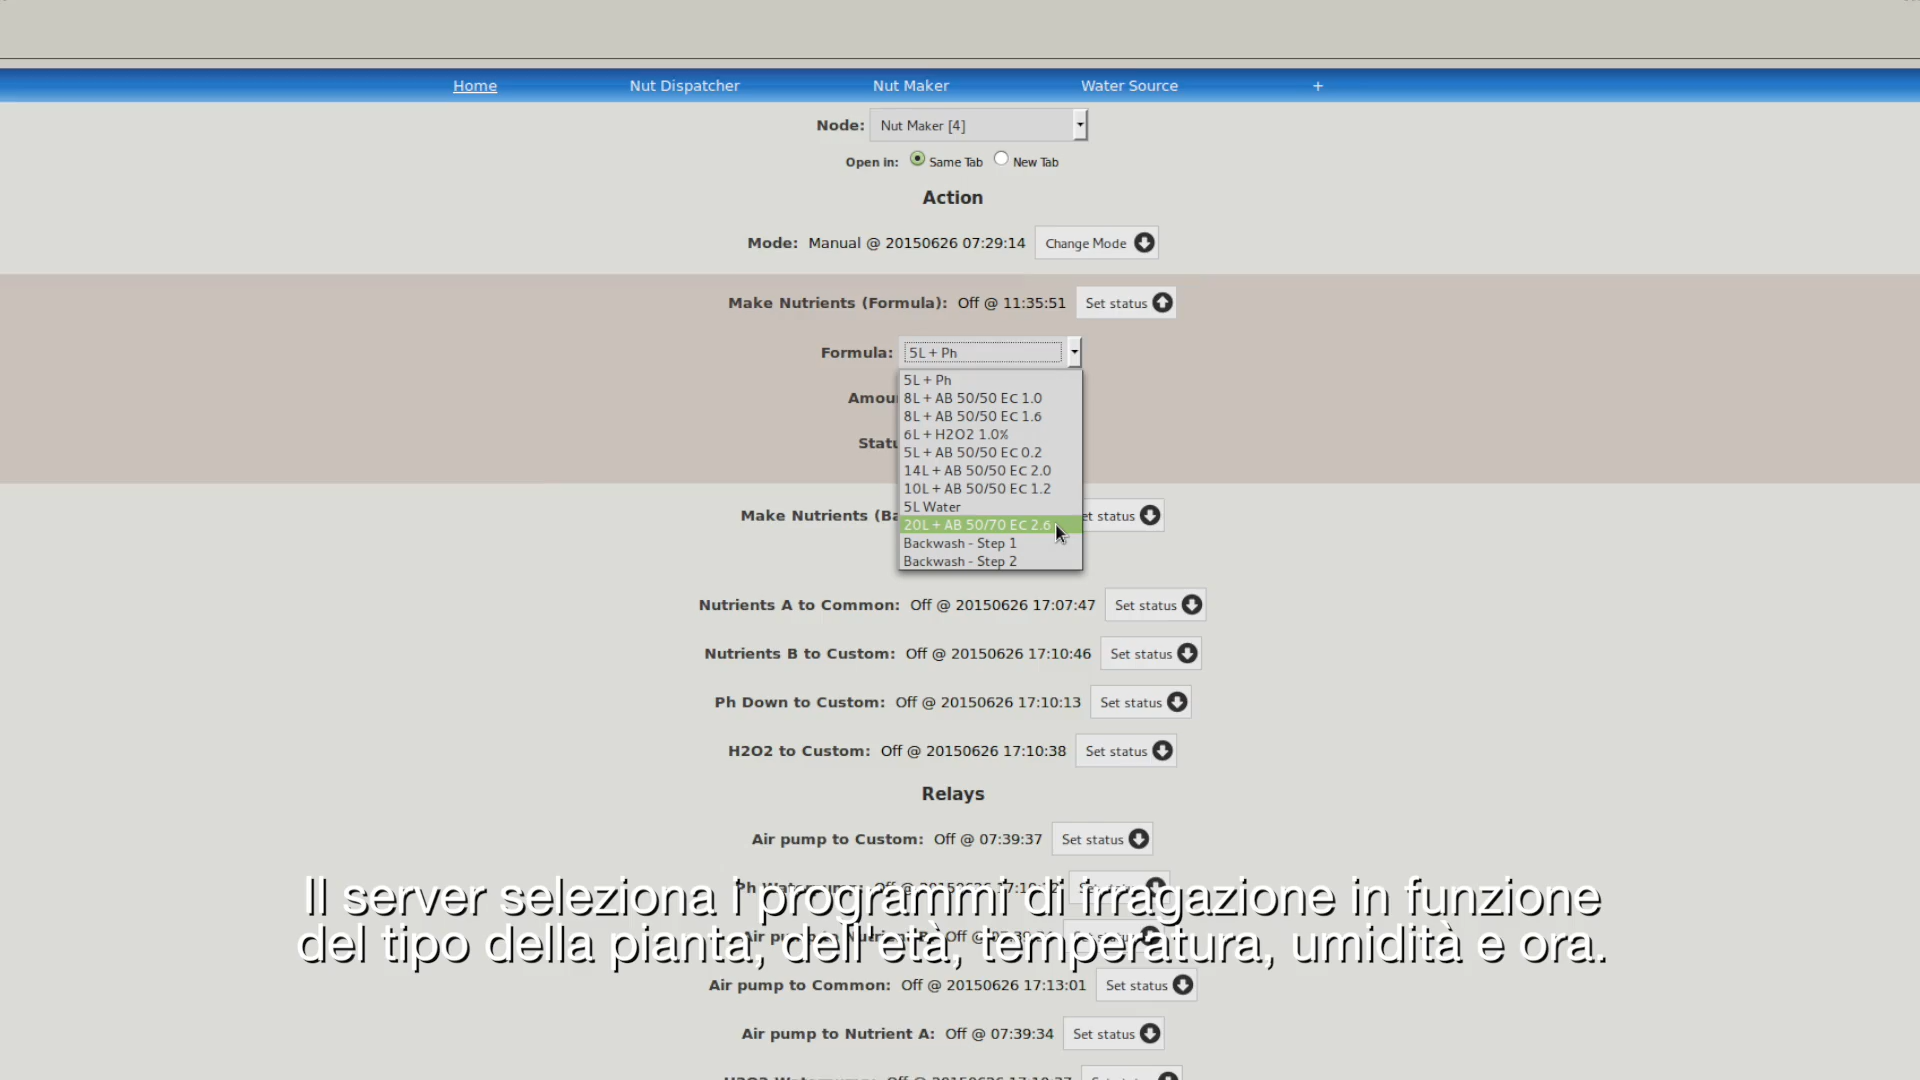 Home Nut Dispatcher Nut Maker Water Source +
Node: Nut Maker [4]
Open in: Same Tab New Tab
Action
Mode: Manual @ 20150626 07:29:14 Change Mode
Make Nutrients (Formula): Off @ 11:35:51 Set status
Formula: 5L + Ph
5L + Ph
8L + AB 50/50 EC 1.0
8L + AB 50/50 EC 1.6
6L + H2O2 1.0%
5L + AB 50/50 EC 0.2
14L + AB 50/50 EC 2.0
10L + AB 50/50 EC 1.2
5L Water
20L + AB 50/70 EC 2.6
Backwash - Step 1
Backwash - Step 2
Make Nutrients status
Nutrients A to Common: Off @ 20150626 17:07:47 Set status
Nutrients B to Custom: Off @ 20150626 17:10:46 Set status
Ph Down to Custom: Off @ 20150626 17:10:13 Set status
H2O2 to Custom: Off @ 20150626 17:10:38 Set status
Relays
Air pump to Custom: Off @ 07:39:37 Set status
Il server seleziona i programmi di irragazione in funzione
del tipo della pianta, dell'età, temperatura, umidità e ora.
Air pump to Common: Off @ 20150626 17:13:01 Set status
Air pump to Nutrient A: Off @ 07:39:34 Set status